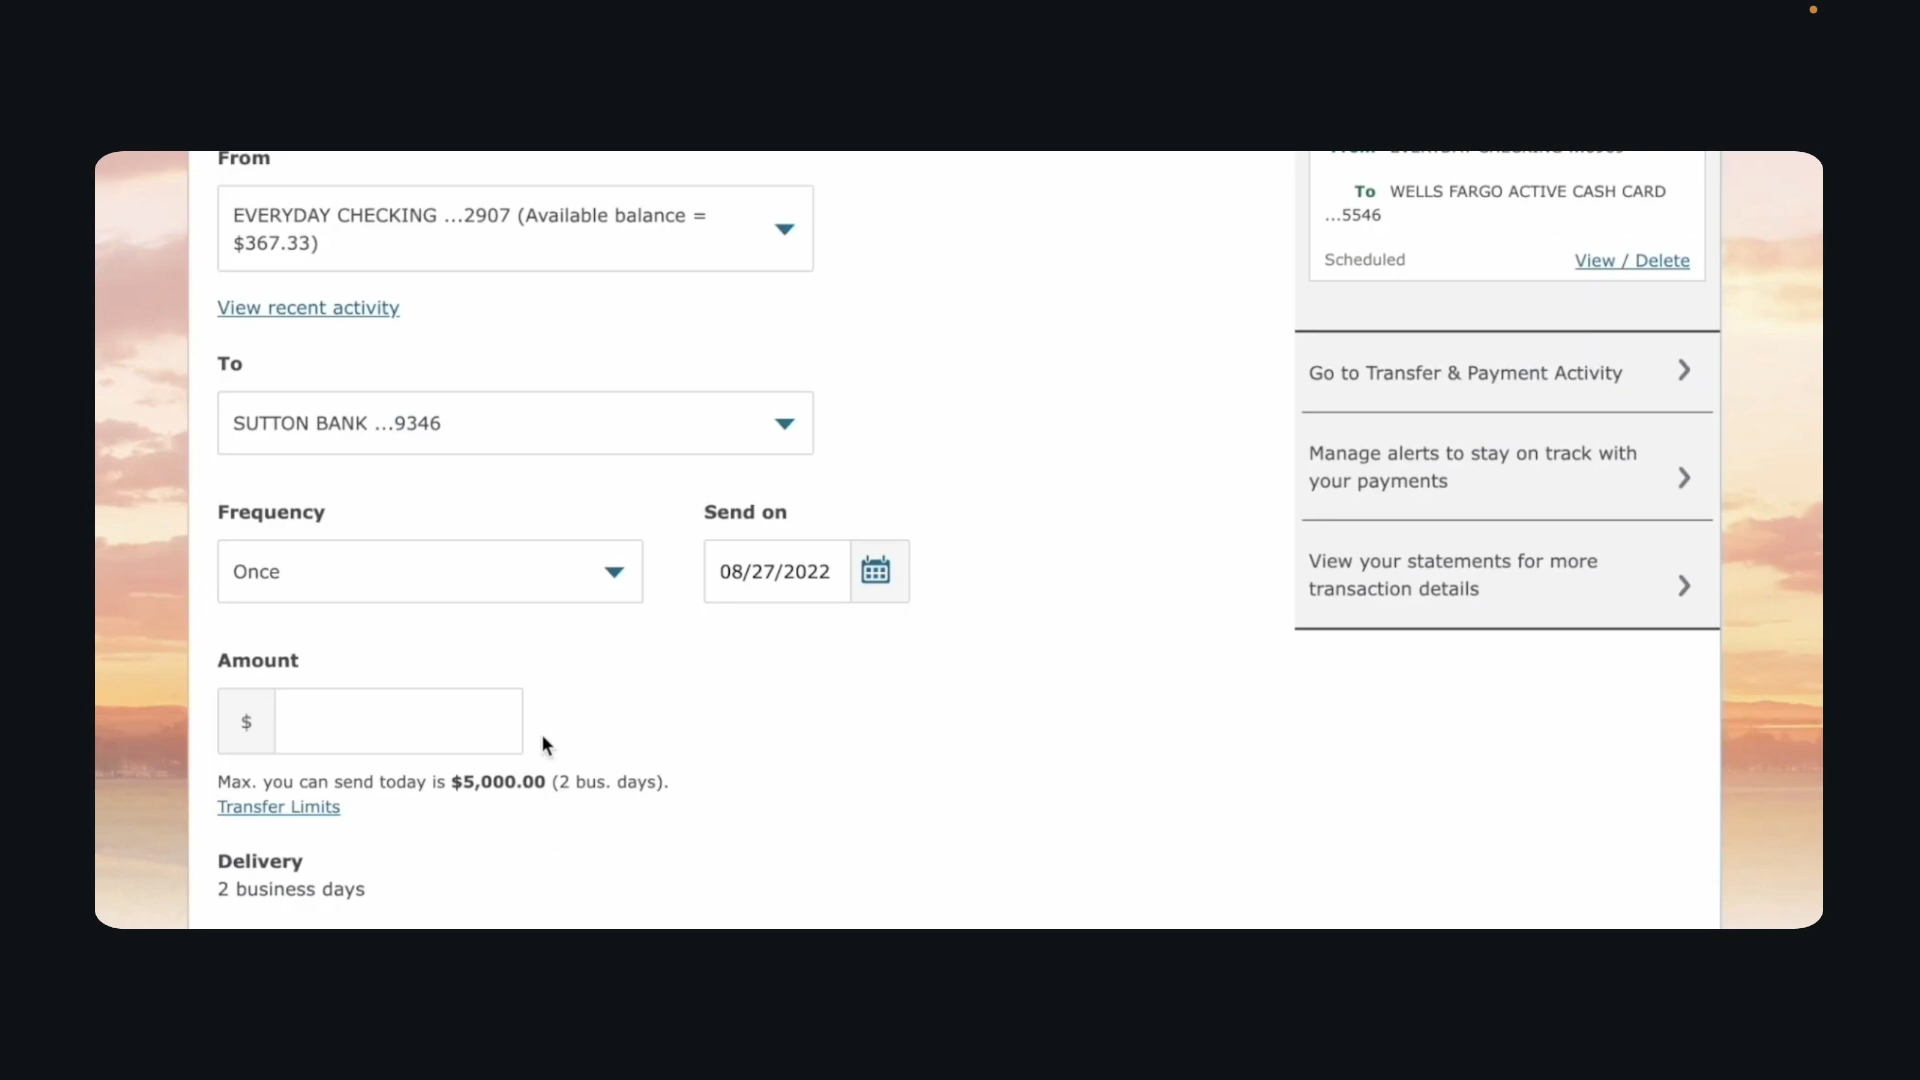 From
EVERYDAY CHECKING ...2907 (Available balance =
$367.33)
View recent activity
To
SUTTON BANK ...9346
Frequency
Send on
Once
08/27/2022
Amount
$
Max. you can send today is $5,000.00 (2 bus. days).
Transfer Limits
Delivery
2 business days
To WELLS FARGO ACTIVE CASH CARD
...5546
Scheduled
View / Delete
Go to Transfer & Payment Activity
Manage alerts to stay on track with
your payments
View your statements for more
transaction details